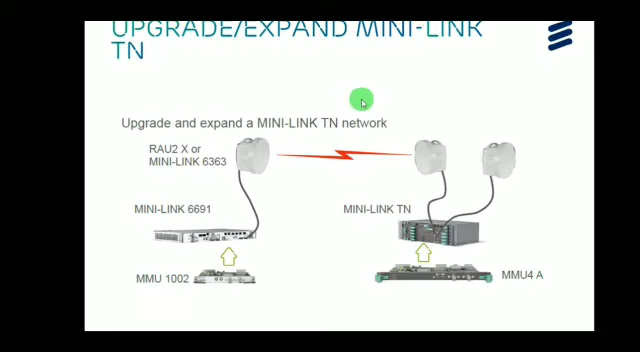 UPGRADE/EXPAND MINI-LINK
TN
Upgrade and expand a MINI-LINK TN network
RAU2 X or
MINI-LINK 6363
MINI-LINK 6691
MINI-LINK TN
MMU 1002
MMU4 A